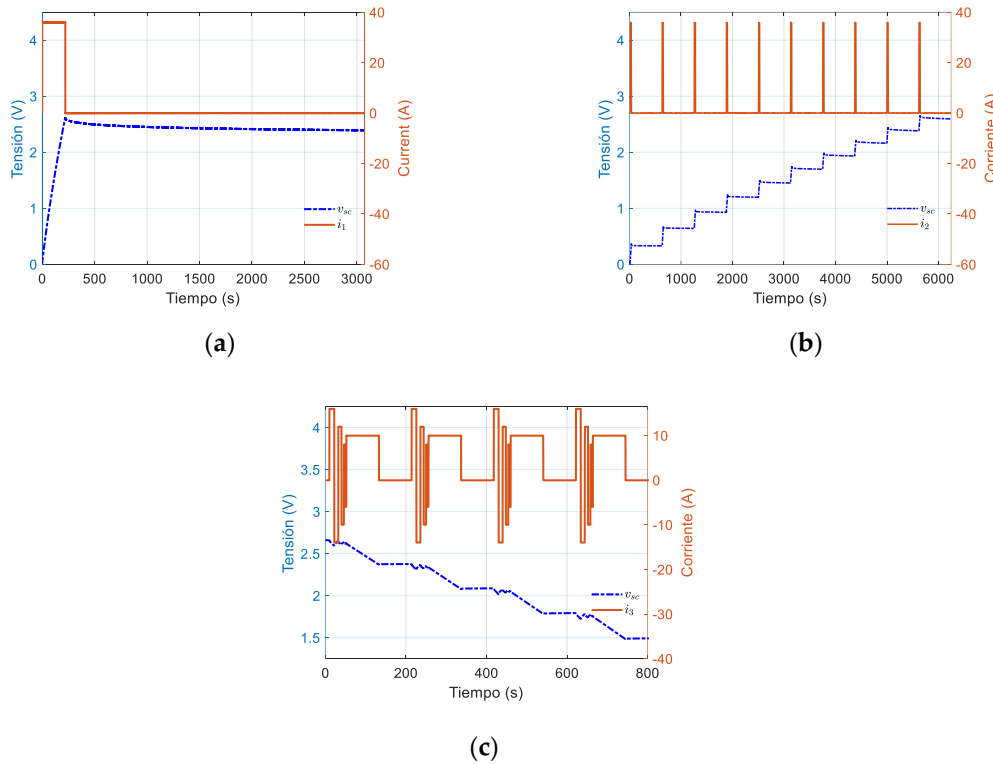 4
3
2
1
0
Tensión (V)
40
20
0
-20
-40
-60
Current (A)
0 500 1000 1500 2000 2500 3000
Tiempo (s)
v_sc
i_1
(a)
4
3
2
1
0
Tensión (V)
40
20
0
-20
-40
-60
Corriente (A)
0 1000 2000 3000 4000 5000 6000
Tiempo (s)
v_sc
i_2
(b)
4
3.5
3
2.5
2
1.5
Tensión (V)
10
0
-10
-20
-30
-40
Corriente (A)
0 200 400 600 800
Tiempo (s)
v_sc
i_3
(c)